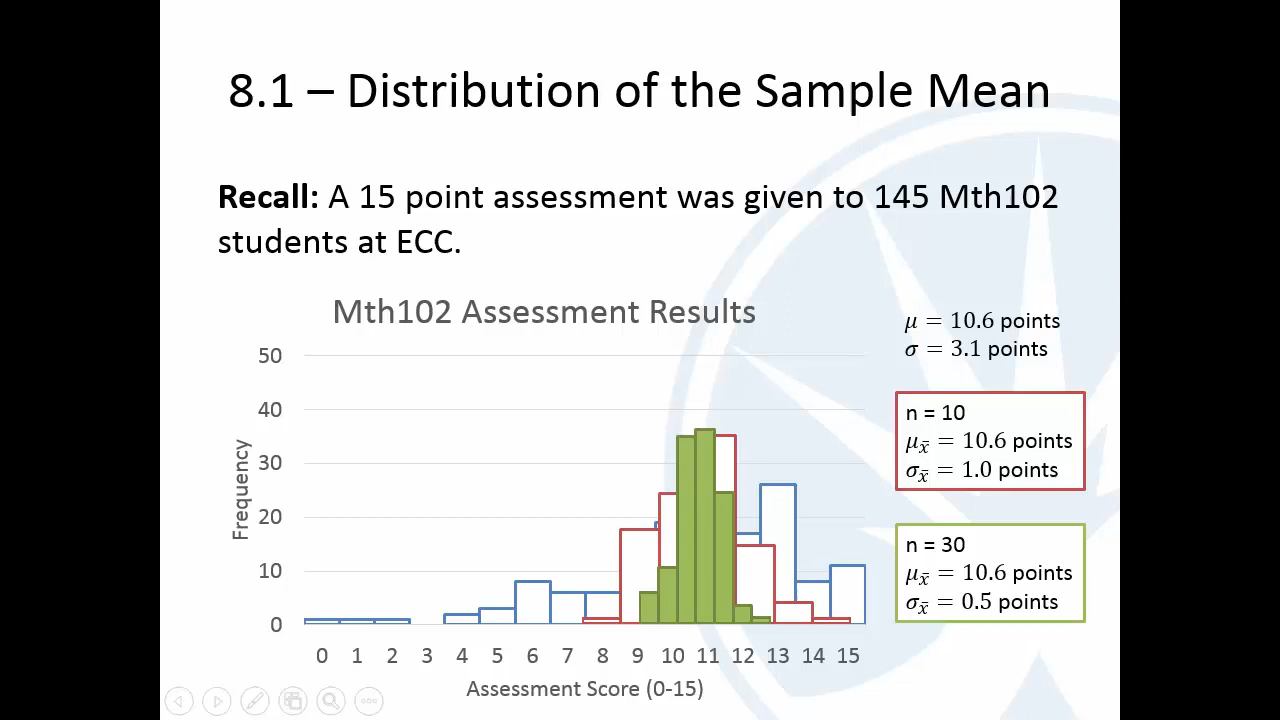 8.1 – Distribution of the Sample Mean
Recall: A 15 point assessment was given to 145 Mth102
students at ECC.
Mth102 Assessment Results
50
40
30
20
10
0
Frequency
0 1 2 3 4 5 6 7 8 9 10 11 12 13 14 15
Assessment Score (0-15)
μ = 10.6 points
σ = 3.1 points
n = 10
μx̄ = 10.6 points
σx̄ = 1.0 points
n = 30
μx̄ = 10.6 points
σx̄ = 0.5 points